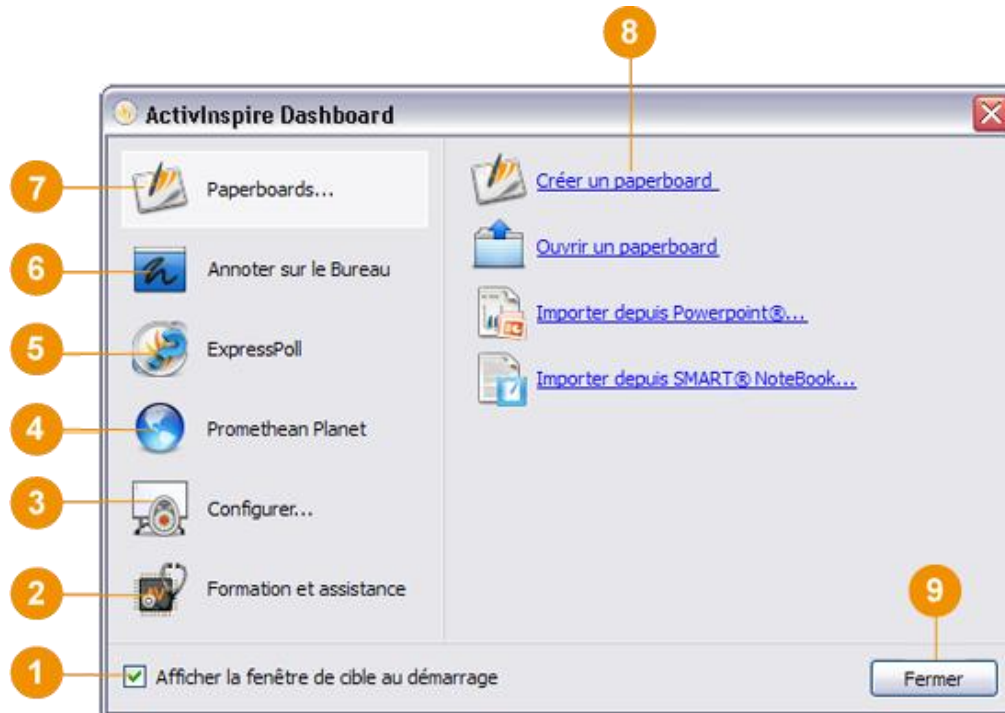 8
ActivInspire Dashboard
7
Paperboards...
Créer un paperboard
6
Annoter sur le Bureau
Ouvrir un paperboard
5
ExpressPoll
Importer depuis Powerpoint®...
4
Promethean Planet
Importer depuis SMART® NoteBook...
3
Configurer...
2
Formation et assistance
9
1
Afficher la fenêtre de cible au démarrage
Fermer